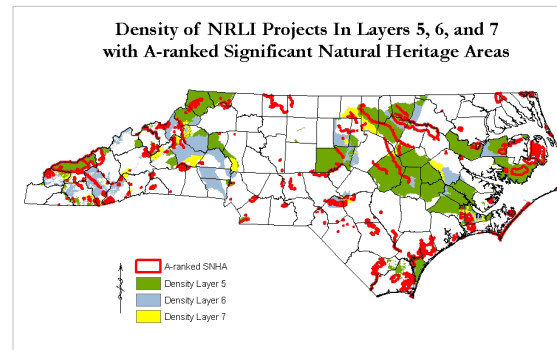 Density of NRLI Projects In Layers 5, 6, and 7
with A-ranked Significant Natural Heritage Areas
A-ranked SNHA
Density Layer 5
Density Layer 6
Density Layer 7